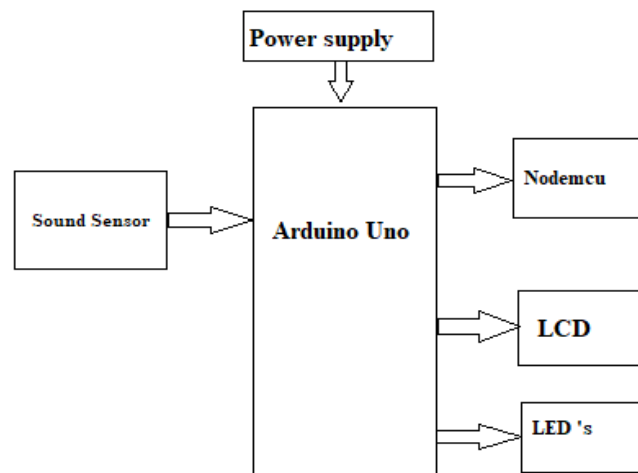 Power supply
Nodemcu
Sound Sensor
Arduino Uno
LCD
LED 's